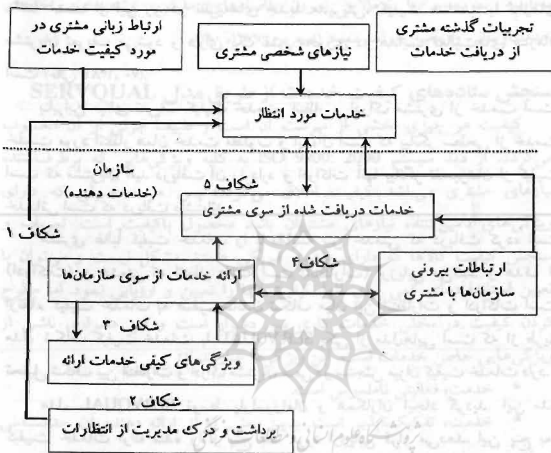 تجربیات گذشته مشتری
از دریافت خدمات
نیازهای شخصی مشتری
ارتباط زبانی مشتری در
مورد کیفیت خدمات
خدمات مورد انتظار
سازمان
(خدمات دهنده)
شکاف ۵
شکاف ۱
خدمات دریافت شده از سوی مشتری
شکاف۴
ارائه خدمات از سوی سازمان‌ها
ارتباطات بیرونی
سازمان‌ها با مشتری
شکاف ۳
ویژگی‌های کیفی خدمات ارائه
شکاف ۲
برداشت و درک مدیریت از انتظارات